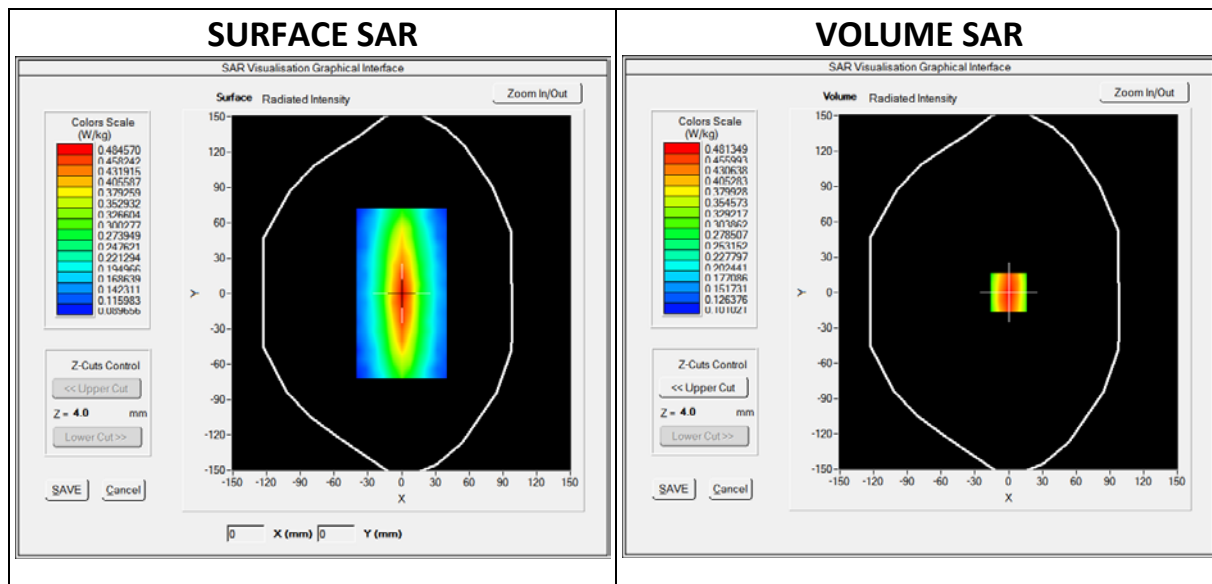 SURFACE SAR
SAR Visualisation Graphical Interface
Surface Radiated Intensity
Zoom In/Out
Colors Scale
(W/kg)
0.484570
0.458242
0.431915
0.405587
0.379259
0.352932
0.326604
0.300277
0.273949
0.247621
0.221294
0.194966
0.168639
0.142311
0.115983
0.089656
Z-Cuts Control
<< Upper Cut
Z = 4.0 mm
Lower Cut >>
SAVE Cancel
150
120
90
60
30
0
-30
-60
-90
-120
-150
Y
-150 -120 -90 -60 -30 0 30 60 90 120 150
X
0 X (mm) 0 Y (mm)
VOLUME SAR
SAR Visualisation Graphical Interface
Volume Radiated Intensity
Zoom In/Out
Colors Scale
(W/kg)
0.481349
0.455993
0.430638
0.405283
0.379928
0.354573
0.329217
0.303862
0.278507
0.253152
0.227797
0.202441
0.177086
0.151731
0.126376
0.101021
Z-Cuts Control
<< Upper Cut
Z = 4.0 mm
Lower Cut >>
SAVE Cancel
150
120
90
60
30
0
-30
-60
-90
-120
-150
Y
-150 -120 -90 -60 -30 0 30 60 90 120 150
X